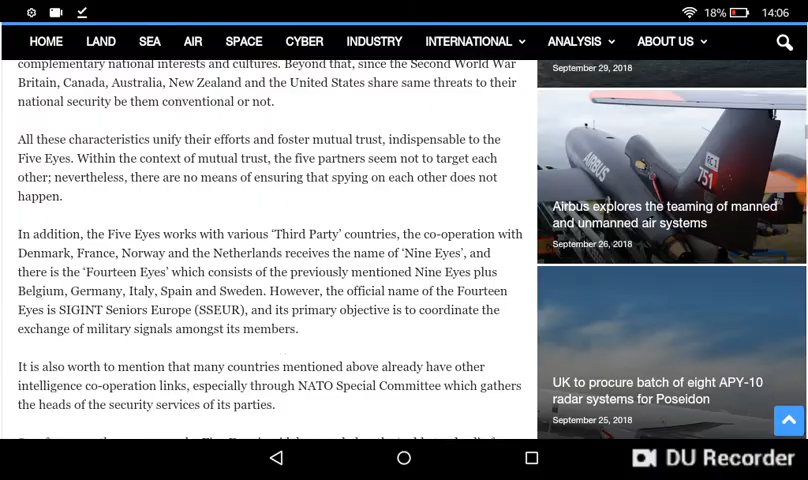 18% 14:06
HOME LAND SEA AIR SPACE CYBER INDUSTRY INTERNATIONAL ANALYSIS ABOUT US
complementary national interests and cultures. Beyond that, since the Second World War
Britain, Canada, Australia, New Zealand and the United States share same threats to their
national security be them conventional or not.
All these characteristics unify their efforts and foster mutual trust, indispensable to the
Five Eyes. Within the context of mutual trust, the five partners seem not to target each
other; nevertheless, there are no means of ensuring that spying on each other does not
happen.
In addition, the Five Eyes works with various ‘Third Party’ countries, the co-operation with
Denmark, France, Norway and the Netherlands receives the name of ‘Nine Eyes’, and
there is the ‘Fourteen Eyes’ which consists of the previously mentioned Nine Eyes plus
Belgium, Germany, Italy, Spain and Sweden. However, the official name of the Fourteen
Eyes is SIGINT Seniors Europe (SSEUR), and its primary objective is to coordinate the
exchange of military signals amongst its members.
It is also worth to mention that many countries mentioned above already have other
intelligence co-operation links, especially through NATO Special Committee which gathers
the heads of the security services of its parties.
September 29, 2018
AIRBUS
751
Airbus explores the teaming of manned
and unmanned air systems
September 26, 2018
UK to procure batch of eight APY-10
radar systems for Poseidon
September 25, 2018
DU Recorder